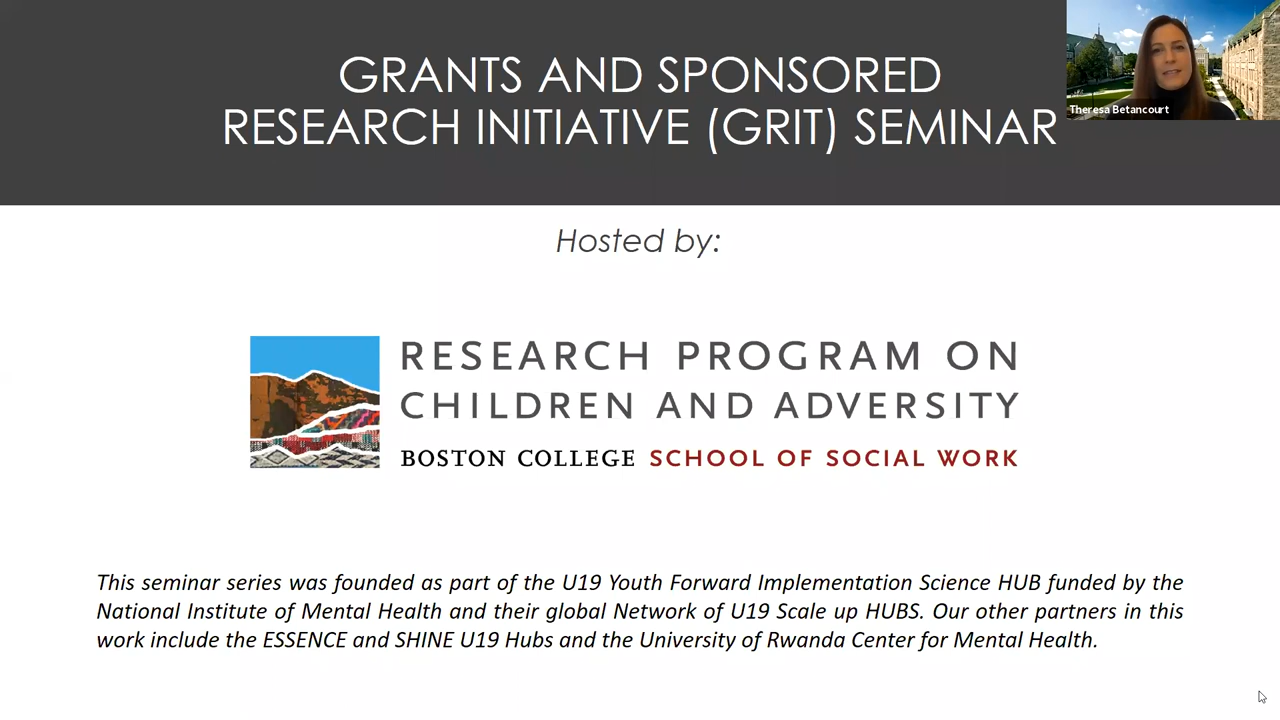 GRANTS AND SPONSORED
RESEARCH INITIATIVE (GRIT) SEMINAR
Theresa Betancourt
Hosted by:
RESEARCH PROGRAM ON
CHILDREN AND ADVERSITY
BOSTON COLLEGE SCHOOL OF SOCIAL WORK
This seminar series was founded as part of the U19 Youth Forward Implementation Science HUB funded by the
National Institute of Mental Health and their global Network of U19 Scale up HUBS. Our other partners in this
work include the ESSENCE and SHINE U19 Hubs and the University of Rwanda Center for Mental Health.